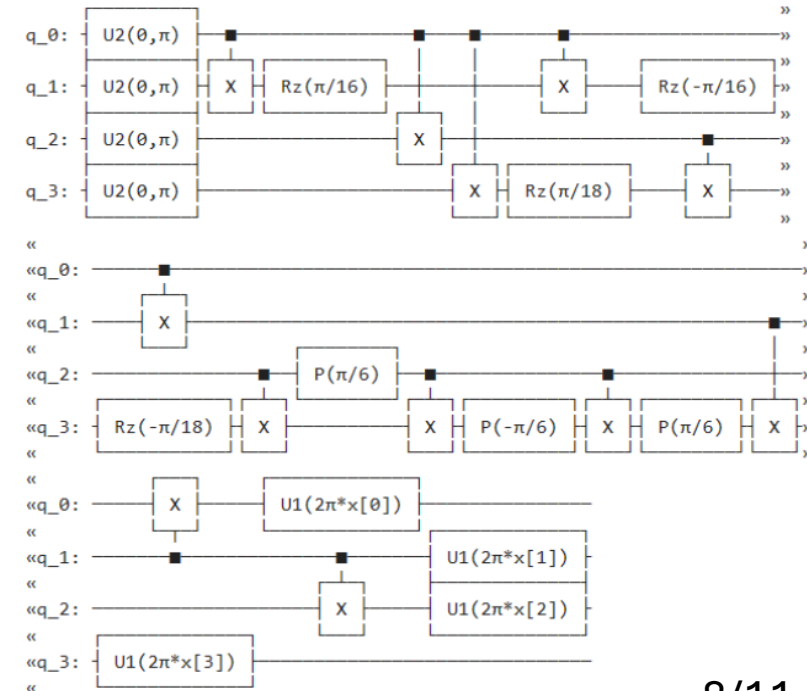 »
q_0: U2(0,π) »
»
q_1: U2(0,π) X Rz(π/16) X Rz(-π/16) »
»
q_2: U2(0,π) X »
»
q_3: U2(0,π) X Rz(π/18) X »
»
«
«q_0:
«
«q_1: X
«
«q_2: P(π/6)
«
«q_3: Rz(-π/18) X X P(-π/6) X P(π/6) X
«
«
«q_0: X U1(2π*x[0])
«
«q_1: U1(2π*x[1])
«
«q_2: X U1(2π*x[2])
«
«q_3: U1(2π*x[3])
«